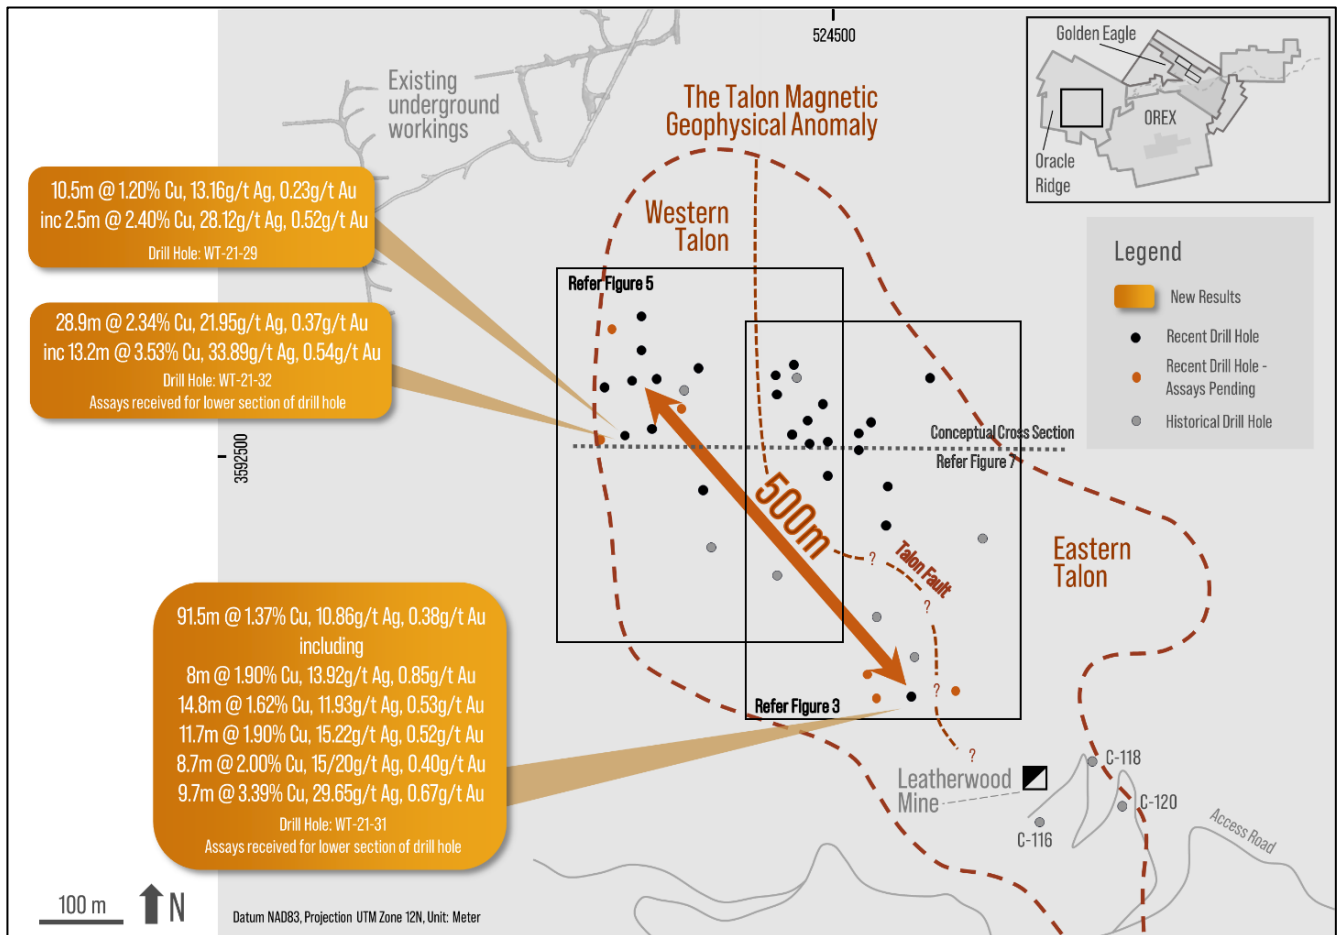 524500
Golden Eagle
OREX
Oracle
Ridge
Existing
underground
workings
The Talon Magnetic
Geophysical Anomaly
10.5m @ 1.20% Cu, 13.16g/t Ag, 0.23g/t Au
inc 2.5m @ 2.40% Cu, 28.12g/t Ag, 0.52g/t Au
Drill Hole: WT-21-29
Western
Talon
Legend
New Results
Recent Drill Hole
Recent Drill Hole -
Assays Pending
Historical Drill Hole
Refer Figure 5
28.9m @ 2.34% Cu, 21.95g/t Ag, 0.37g/t Au
inc 13.2m @ 3.53% Cu, 33.89g/t Ag, 0.54g/t Au
Drill Hole: WT-21-32
Assays received for lower section of drill hole
3592500
Conceptual Cross Section
Refer Figure 7
500m
?
Talon Fault
?
Eastern
Talon
91.5m @ 1.37% Cu, 10.86g/t Ag, 0.38g/t Au
including
8m @ 1.90% Cu, 13.92g/t Ag, 0.85g/t Au
14.8m @ 1.62% Cu, 11.93g/t Ag, 0.53g/t Au
11.7m @ 1.90% Cu, 15.22g/t Ag, 0.52g/t Au
8.7m @ 2.00% Cu, 15/20g/t Ag, 0.40g/t Au
9.7m @ 3.39% Cu, 29.65g/t Ag, 0.67g/t Au
Drill Hole: WT-21-31
Assays received for lower section of drill hole
?
Refer Figure 3
?
Leatherwood
Mine
C-118
C-120
C-116
Access Road
100 m
N
Datum NAD83, Projection UTM Zone 12N, Unit: Meter